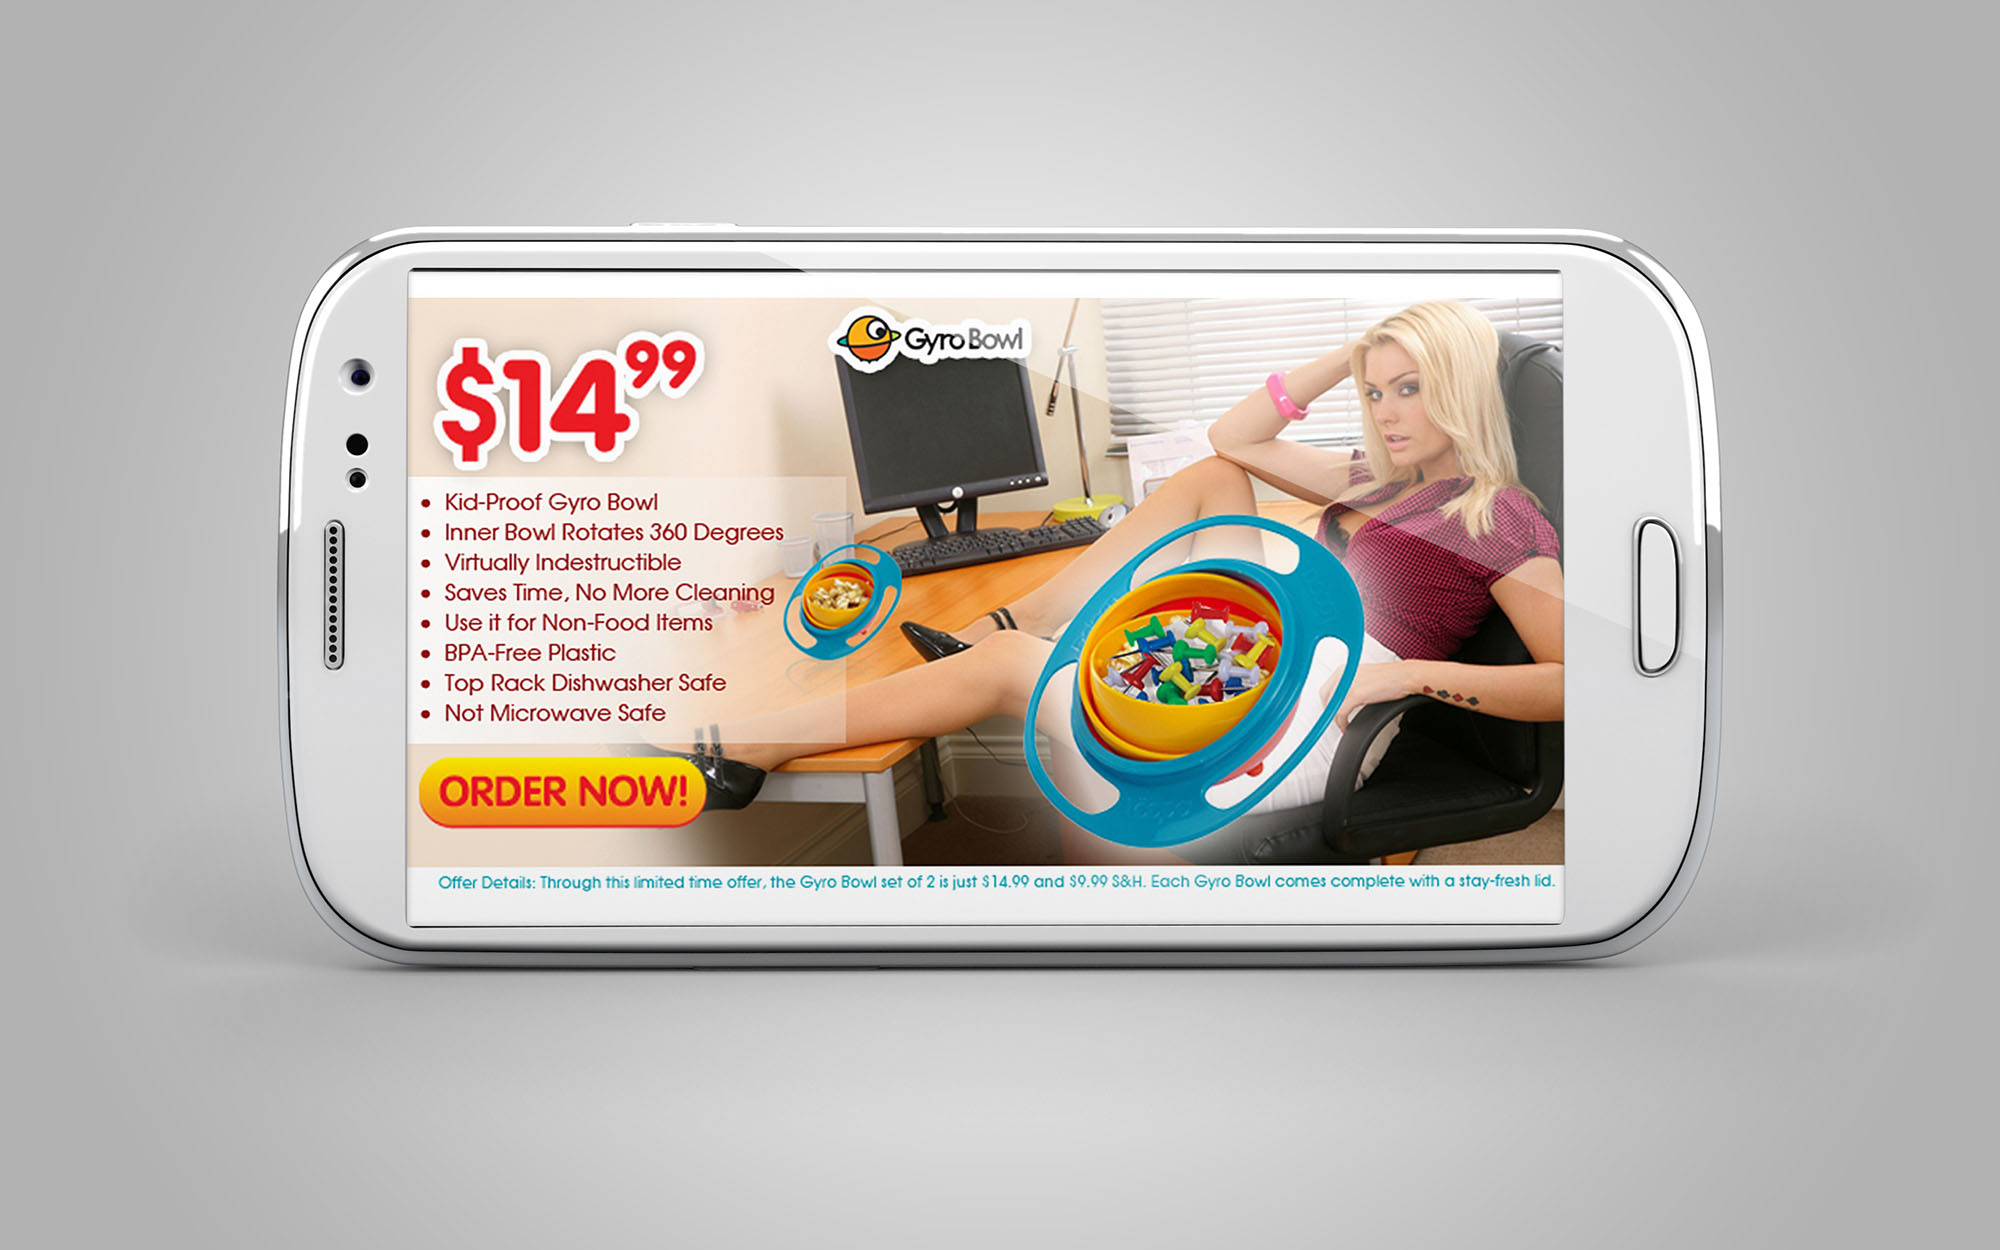 $14.99
Gyro Bowl
• Kid-Proof Gyro Bowl
• Inner Bowl Rotates 360 Degrees
• Virtually Indestructible
• Saves Time, No More Cleaning
• Use it for Non-Food Items
• BPA-Free Plastic
• Top Rack Dishwasher Safe
• Not Microwave Safe
ORDER NOW!
Offer Details: Through this limited time offer, the Gyro Bowl set of 2 is just $14.99 and $9.99 S&H. Each Gyro Bowl comes complete with a stay-fresh lid.